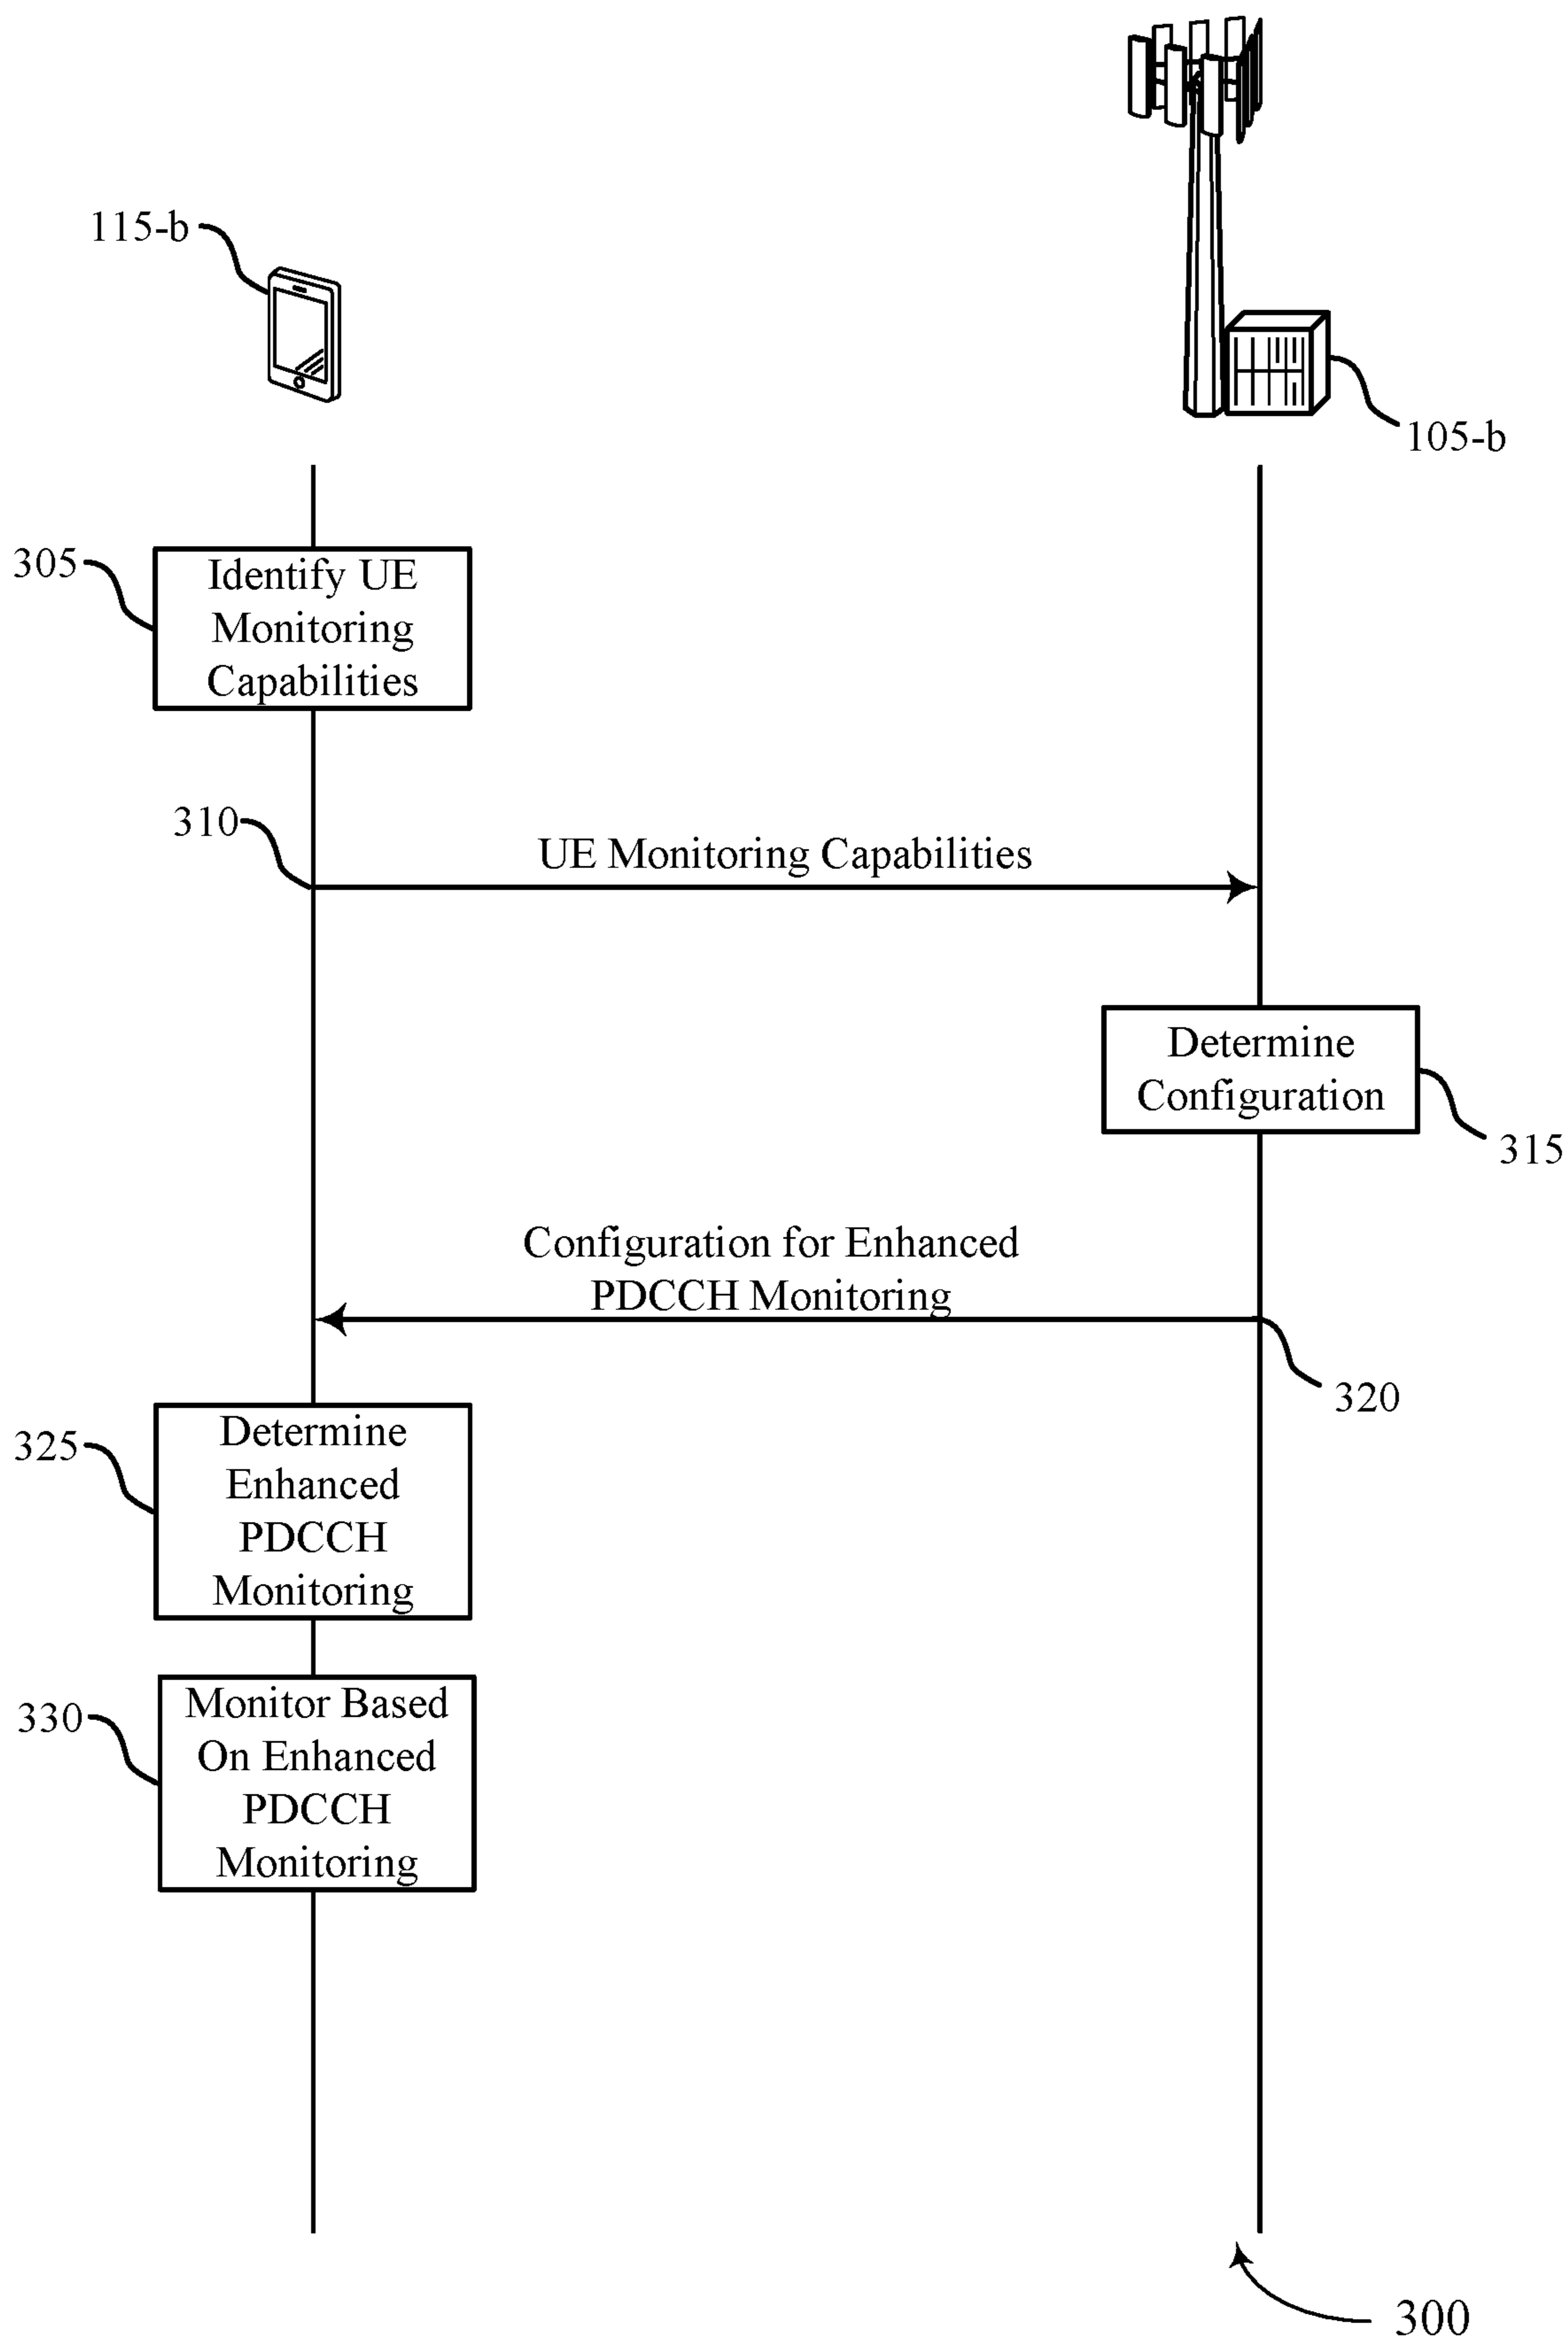 115-b
105-b
305
Identify UE
Monitoring
Capabilities
310
UE Monitoring Capabilities
Determine
Configuration
315
Configuration for Enhanced
PDCCH Monitoring
320
325
Determine
Enhanced
PDCCH
Monitoring
330
Monitor Based
On Enhanced
PDCCH
Monitoring
300